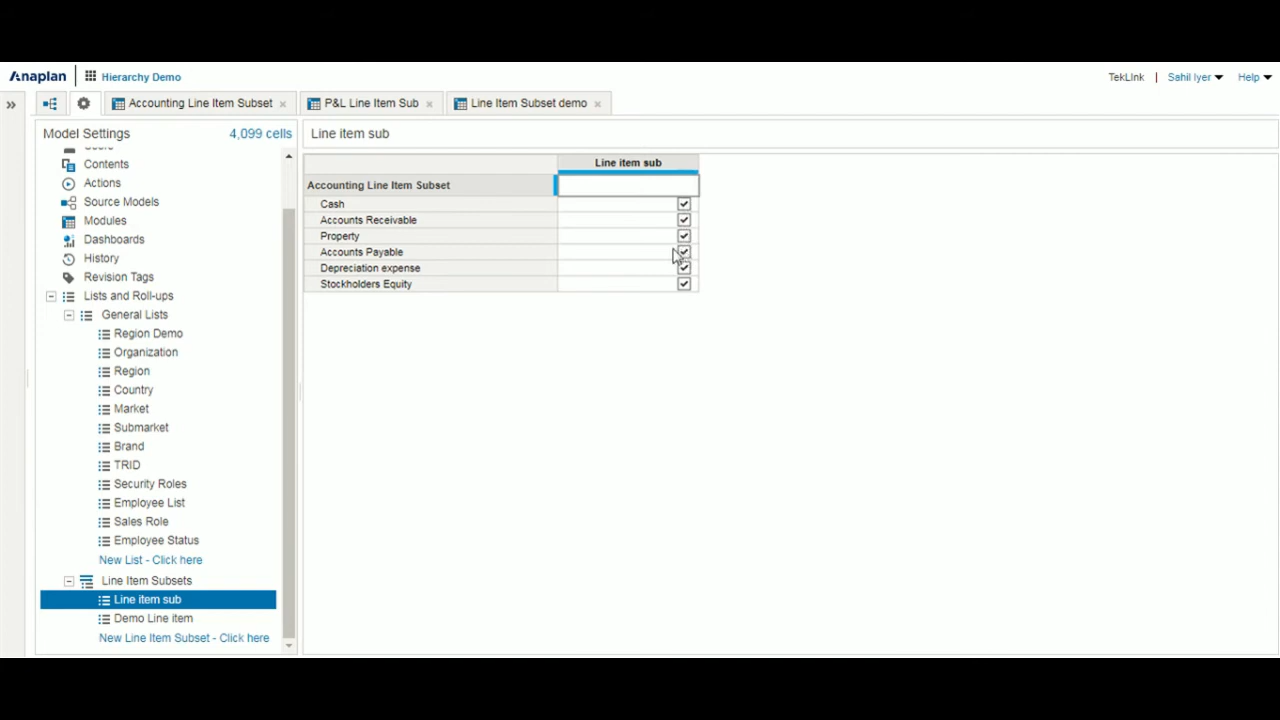 Anaplan Hierarchy Demo TekLInk | Sahil Iyer Help
Accounting Line Item Subset × P&L Line Item Sub × Line Item Subset demo ×
Model Settings 4,099 cells
Line item sub
Contents
Actions
Source Models
Modules
Dashboards
History
Revision Tags
Lists and Roll-ups
General Lists
Region Demo
Organization
Region
Country
Market
Submarket
Brand
TRID
Security Roles
Employee List
Sales Role
Employee Status
New List - Click here
Line Item Subsets
Line item sub
Demo Line item
New Line Item Subset - Click here
Line item sub
Accounting Line Item Subset
Cash
Accounts Receivable
Property
Accounts Payable
Depreciation expense
Stockholders Equity